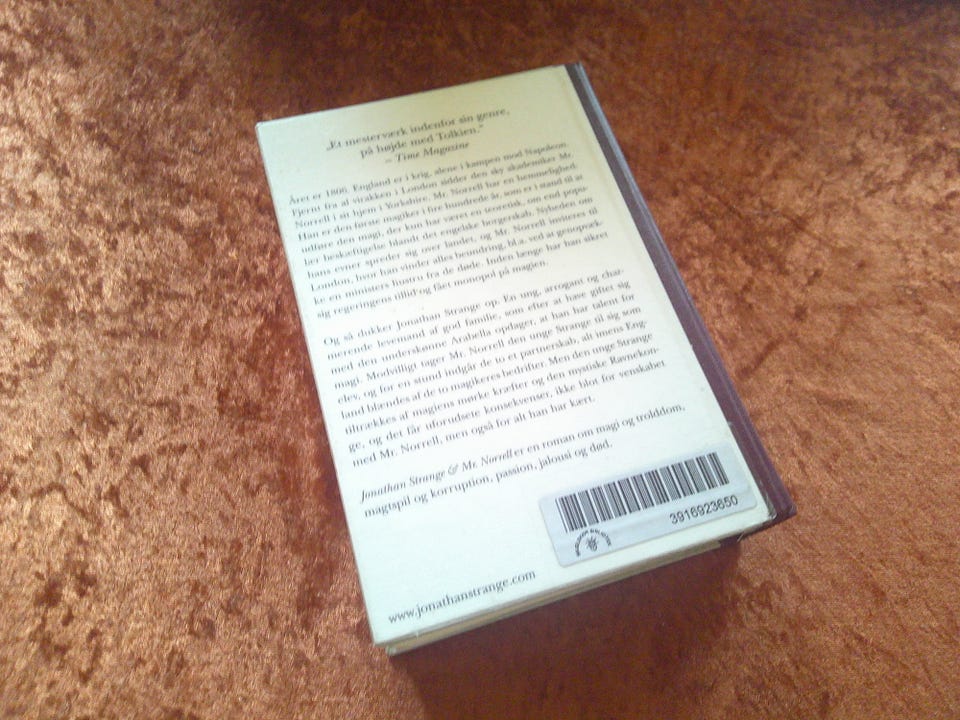 „Et mesterværk indenfor sin genre,
på højde med Tolkien."
– Time Magazine
Året er 1806. England er i krig, alene i kampen mod Napoleon.
Fjernt fra al virakken i London sidder den sky akademiker Mr.
Norrell i sit hjem i Yorkshire. Mr. Norrell har en hemmelighed:
Han er den første magiker i fire hundrede år, som er i stand til at
udføre den magi, der kun har været en teoretisk, om end popu-
lær beskæftigelse blandt det engelske borgerskab. Nyheden om
hans evner spreder sig over landet, og Mr. Norrell inviteres til
London, hvor han vinder alles beundring, bl.a. ved at genopvæk-
ke en ministers hustru fra de døde. Inden længe har han sikret
sig regeringens tillid og fået monopol på magien.
Og så dukker Jonathan Strange op. En ung, arrogant og char-
merende levemand af god familie, som efter at have giftet sig
med den underskønne Arabella opdager, at han har talent for
magi. Modvilligt tager Mr. Norrell den unge Strange til sig som
elev, og for en stund indgår de to et partnerskab, alt imens Eng-
land blændes af de to magikeres bedrifter. Men den unge Strange
tiltrækkes af magiens mørke kræfter og den mystiske Ravnekon-
ge, og det får uforudsete konsekvenser, ikke blot for venskabet
med Mr. Norrell, men også for alt han har kært.
Jonathan Strange & Mr. Norrell er en roman om magi og trolddom,
magtspil og korruption, passion, jalousi og død.
3916923650
www.jonathanstrange.com